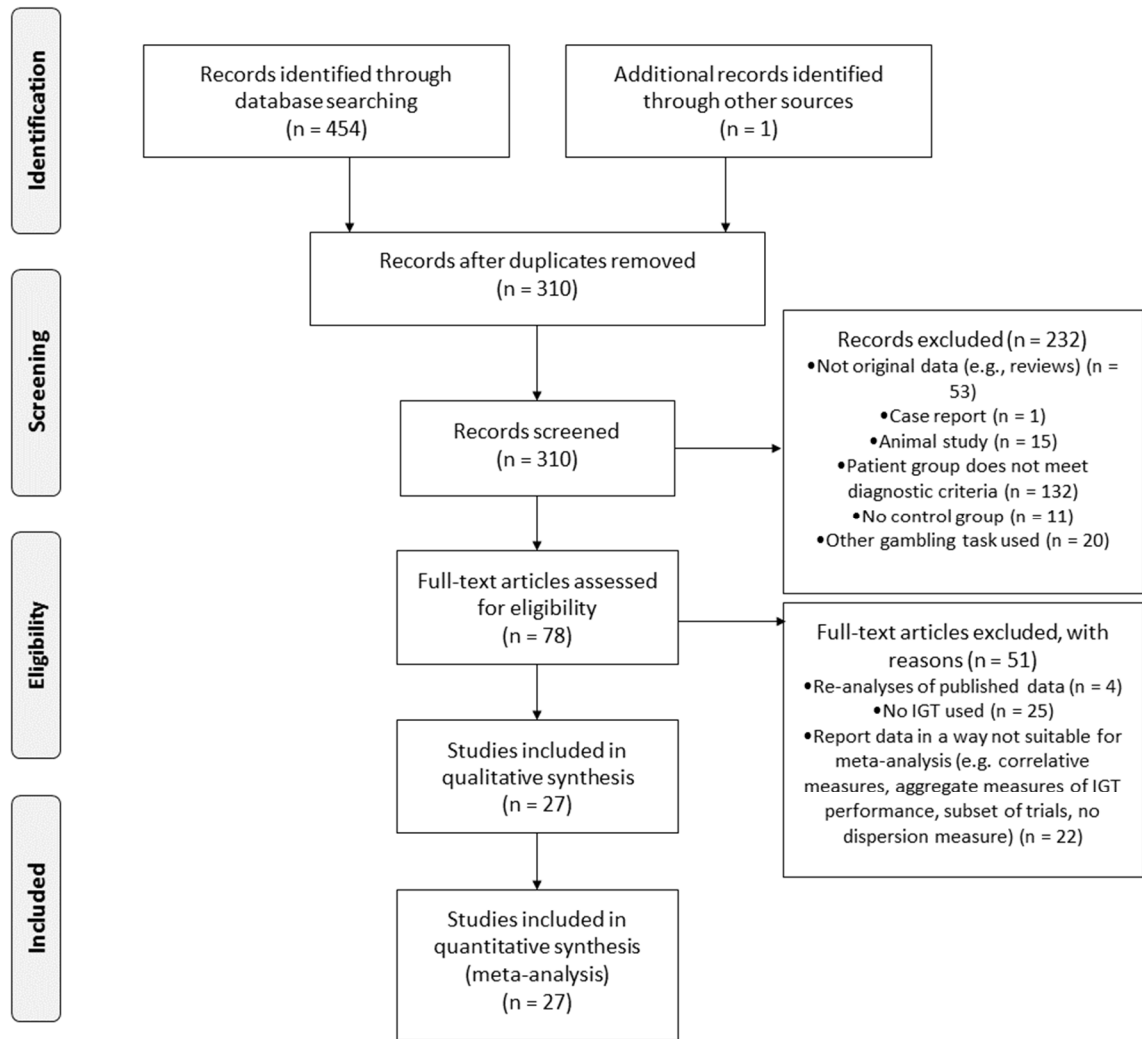 Identification
Records identified through
database searching
(n = 454)
Additional records identified
through other sources
(n = 1)
Records after duplicates removed
(n = 310)
Screening
Records screened
(n = 310)
Records excluded (n = 232)
•Not original data (e.g., reviews) (n =
53)
•Case report (n = 1)
•Animal study (n = 15)
•Patient group does not meet
diagnostic criteria (n = 132)
•No control group (n = 11)
•Other gambling task used (n = 20)
Eligibility
Full-text articles assessed
for eligibility
(n = 78)
Full-text articles excluded, with
reasons (n = 51)
•Re-analyses of published data (n = 4)
•No IGT used (n = 25)
•Report data in a way not suitable for
meta-analysis (e.g. correlative
measures, aggregate measures of IGT
performance, subset of trials, no
dispersion measure) (n = 22)
Studies included in
qualitative synthesis
(n = 27)
Included
Studies included in
quantitative synthesis
(meta-analysis)
(n = 27)